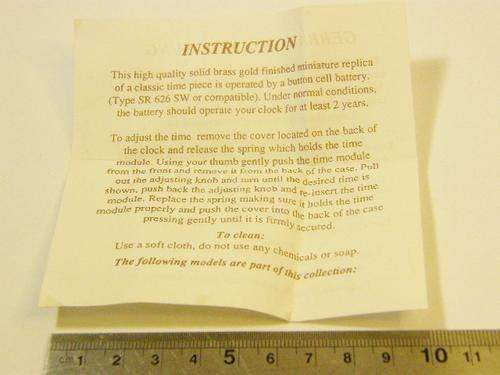 INSTRUCTION
This high quality solid brass gold finished miniature replica
of a classic time piece is operated by a button cell battery.
(Type SR 626 SW or compatible). Under normal conditions,
the battery should operate your clock for at least 2 years.
To adjust the time remove the cover located on the back of
the clock and release the spring which holds the time
module. Using your thumb gently push the time module
from the front and remove it from the back of the case. Pull
out the adjusting knob and turn until the desired time is
shown, push back the adjusting knob and re-insert the time
module. Replace the spring making sure it holds the time
module properly and push the cover into the back of the case
pressing gently until it is firmly secured.
To clean:
Use a soft cloth, do not use any chemicals or soap
The following models are part of this collection:
cm 1 2 3 4 5 6 7 8 9 10 11